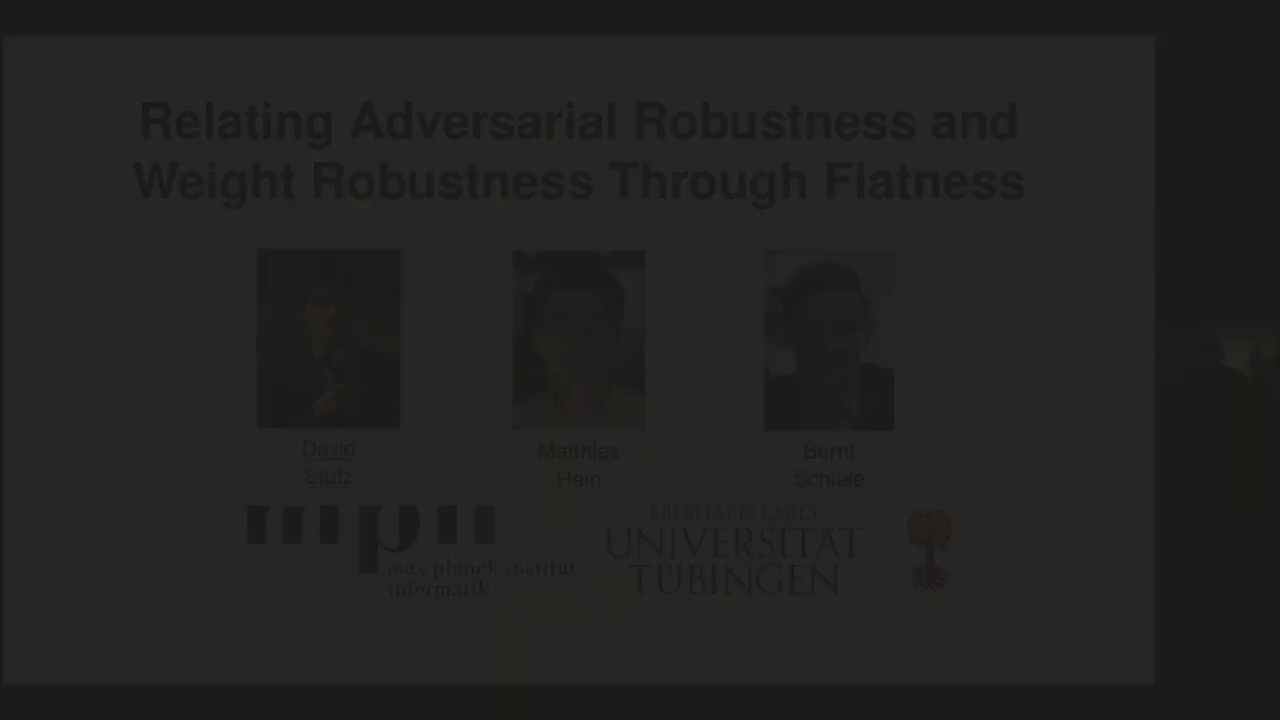 Relating Adversarial Robustness and
Weight Robustness Through Flatness
David
Stutz
Matthias
Hein
Bernt
Schiele
mpii
max planck institut
informatik
EBERHARD KARLS
UNIVERSITÄT
TÜBINGEN